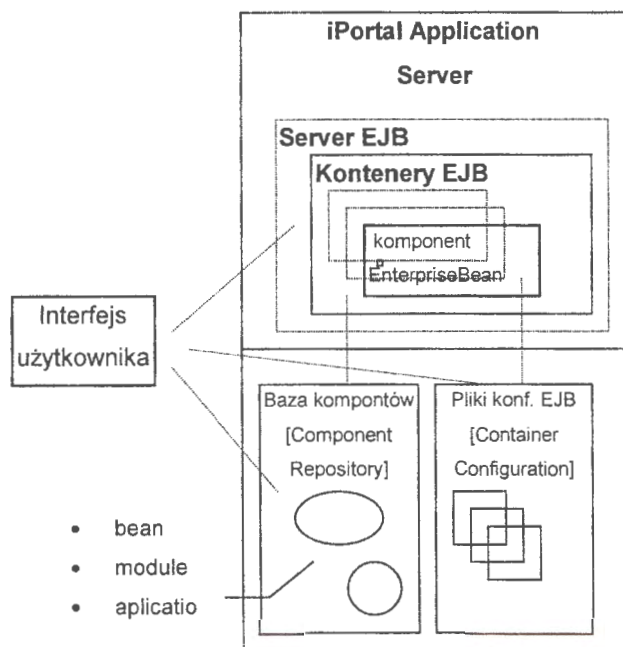 iPortal Application
Server
Server EJB
Kontenery EJB
komponent
EnterpriseBean
Interfejs
użytkownika
Baza kompontów
[Component
Repository]
Pliki konf. EJB
[Container
Configuration]
• bean
• module
• aplicatio